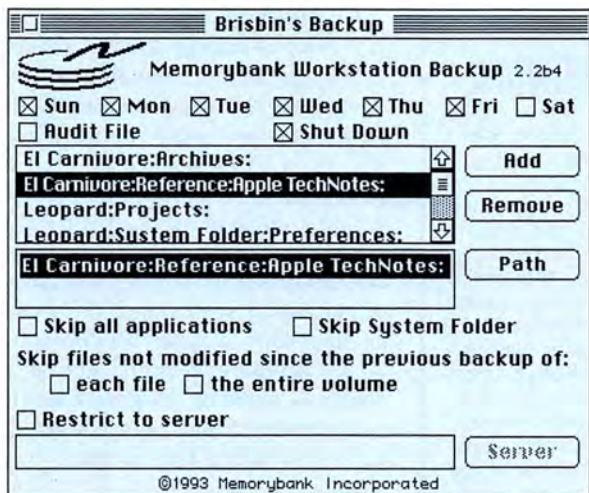 Brisbin's Backup
Memorybank Workstation Backup 2.2b4
Sun Mon Tue Wed Thu Fri Sat
Audit File Shut Down
El Carnivore:Archives:
Add
El Carnivore:Reference:Apple TechNotes:
Leopard:Projects:
Remove
Leopard:System Folder:Preferences:
El Carnivore:Reference:Apple TechNotes:
Path
Skip all applications Skip System Folder
Skip files not modified since the previous backup of:
each file the entire volume
Restrict to server
Server
©1993 Memorybank Incorporated